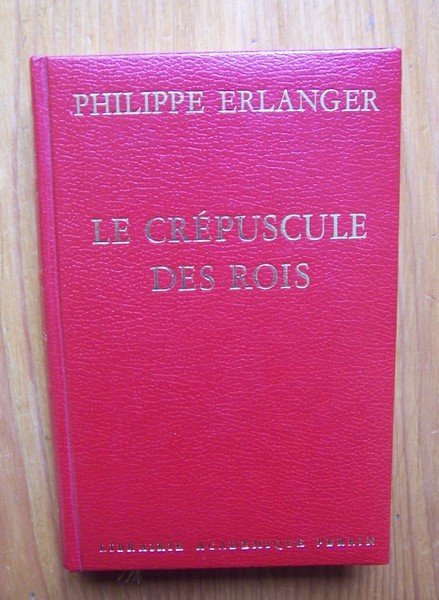 PHILIPPE ERLANGER
LE CRÉPUSCULE
DES ROIS
LIBRAIRIE ACADÉMIQUE PERRIN